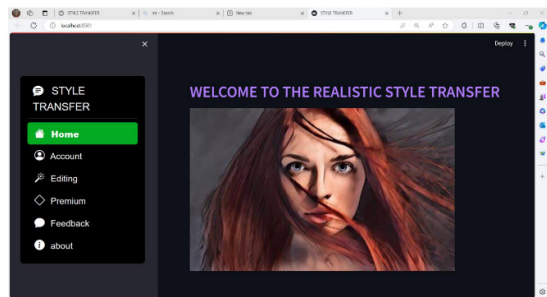 STYLE TRANSFER
New tab
STYLE TRANSFER
localhost:8501
Deploy
STYLE
TRANSFER
Home
Account
Editing
Premium
Feedback
about
WELCOME TO THE REALISTIC STYLE TRANSFER